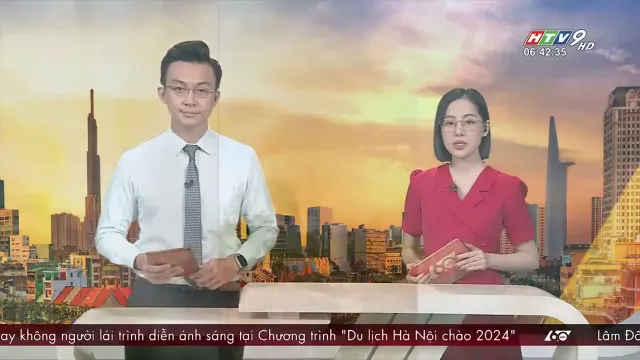 HTV9 HD
06:42:35
ay không người lái trình diễn ánh sáng tại Chương trình "Du lịch Hà Nội chào 2024"
Lâm Đồ